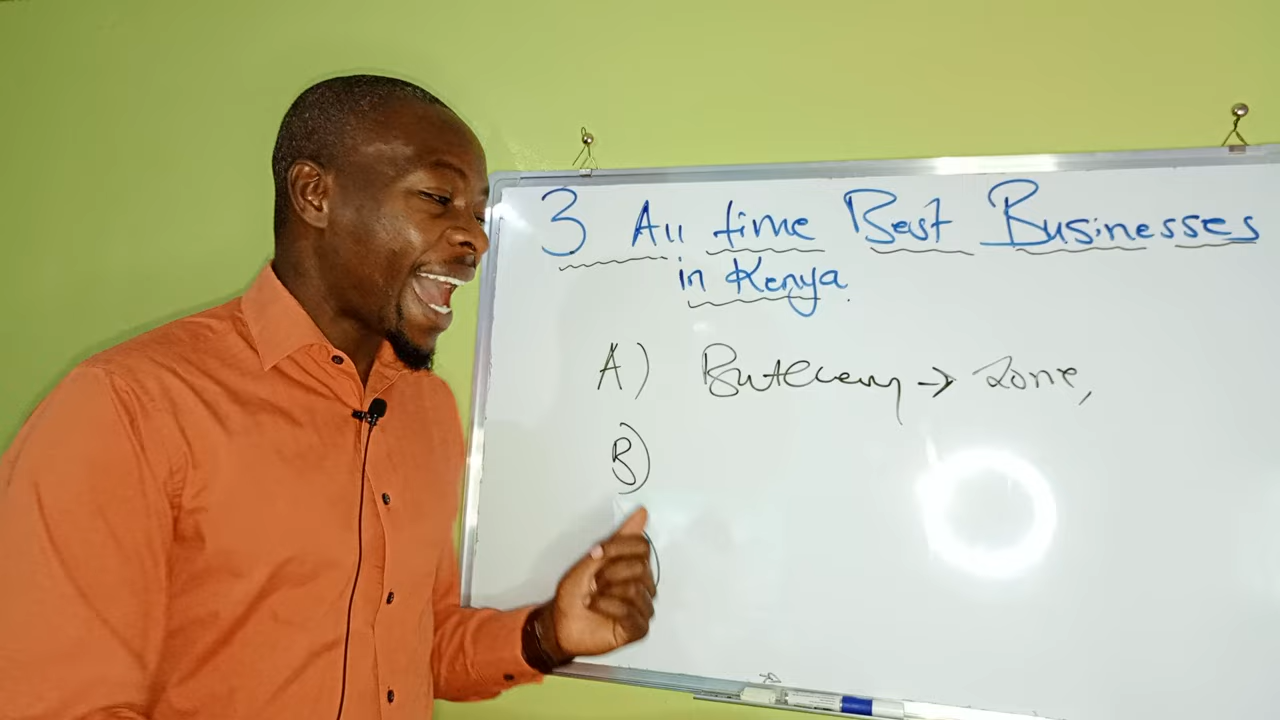 3 All time Best Businesses
in Kenya.
A) Butchery → Zone,
B)
)